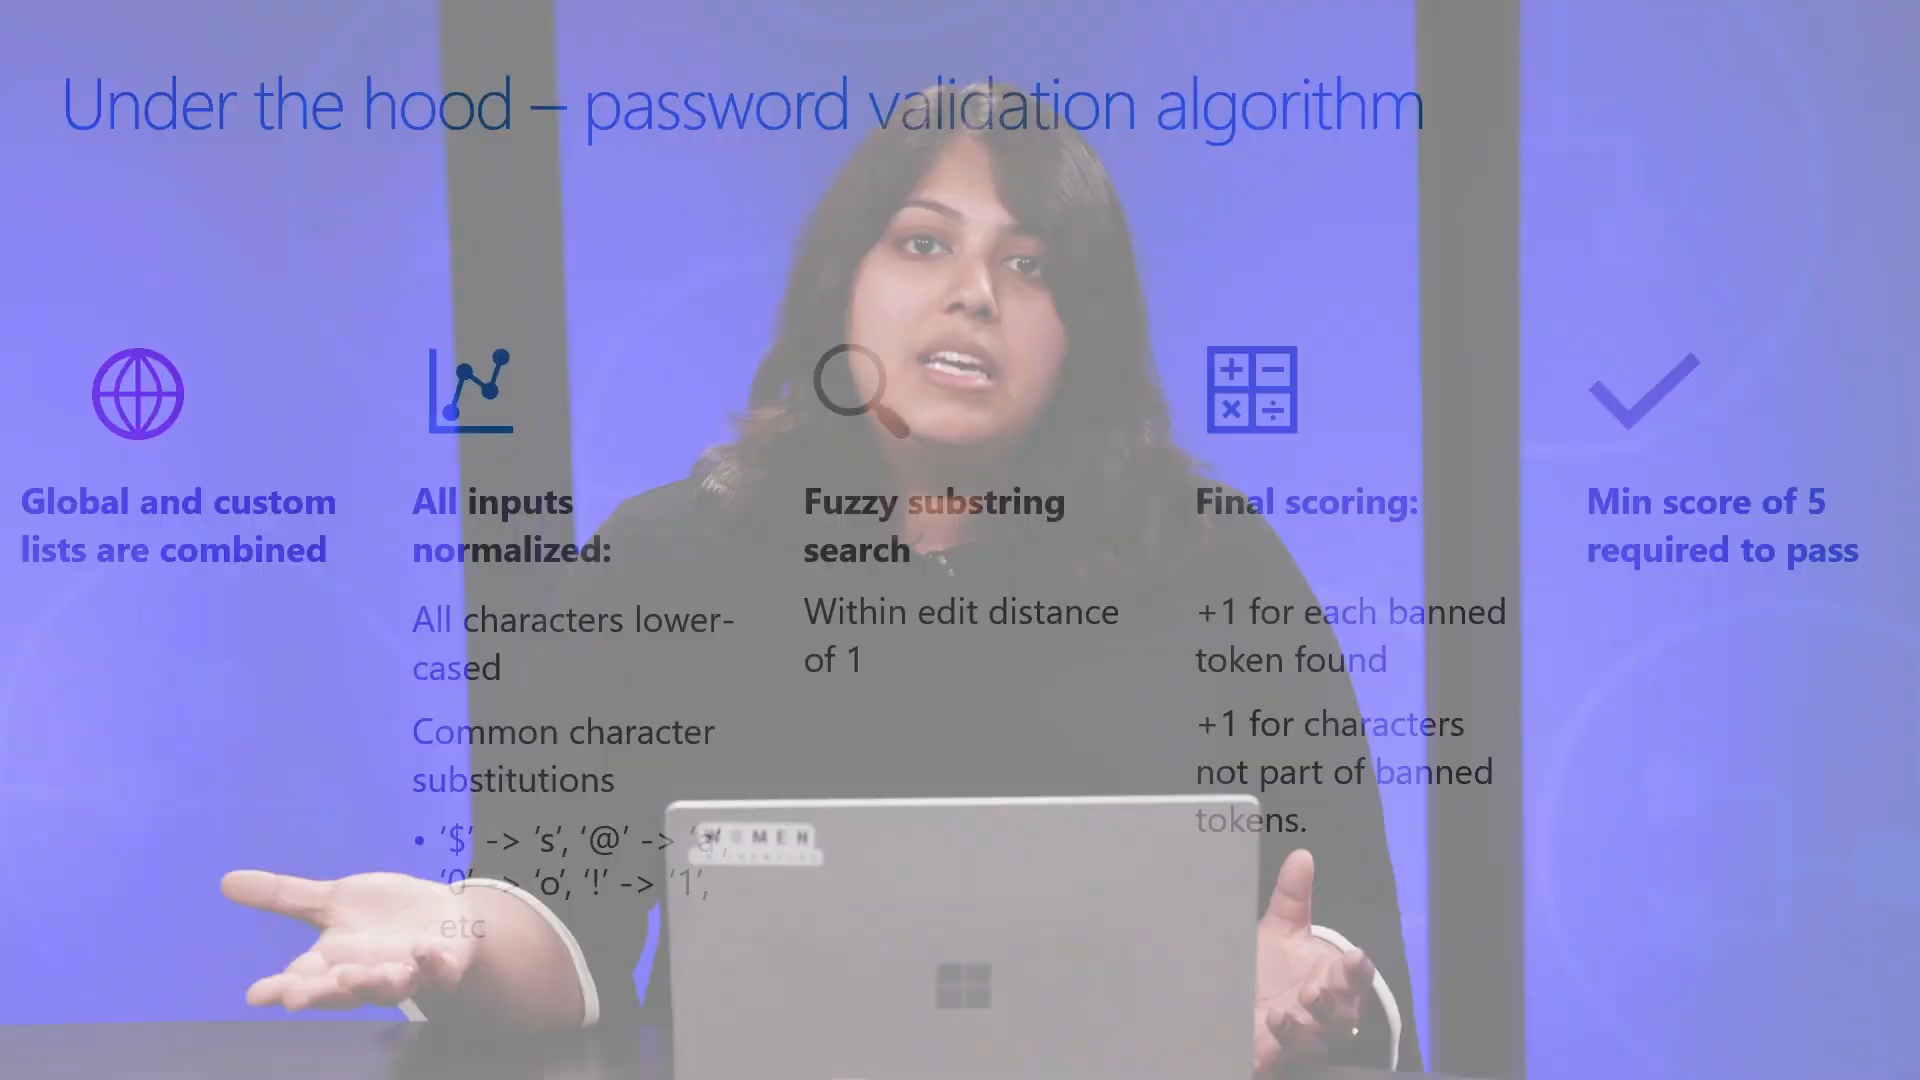 Under the hood – password validation algorithm
Global and custom
lists are combined
All inputs
normalized:
All characters lower-
cased
Common character
substitutions
• ‘$’ -> ‘s’, ‘@’ -> ‘a’,
‘0’ -> ‘o’, ‘!’ -> ‘1’,
etc
Fuzzy substring
search
Within edit distance
of 1
Final scoring:
+1 for each banned
token found
+1 for characters
not part of banned
tokens.
Min score of 5
required to pass
WOMEN